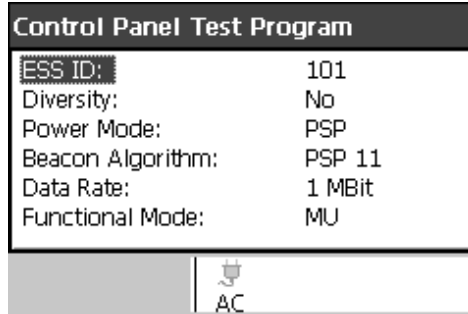 Control Panel Test Program
ESS ID: 101
Diversity: No
Power Mode: PSP
Beacon Algorithm: PSP 11
Data Rate: 1 MBit
Functional Mode: MU
AC